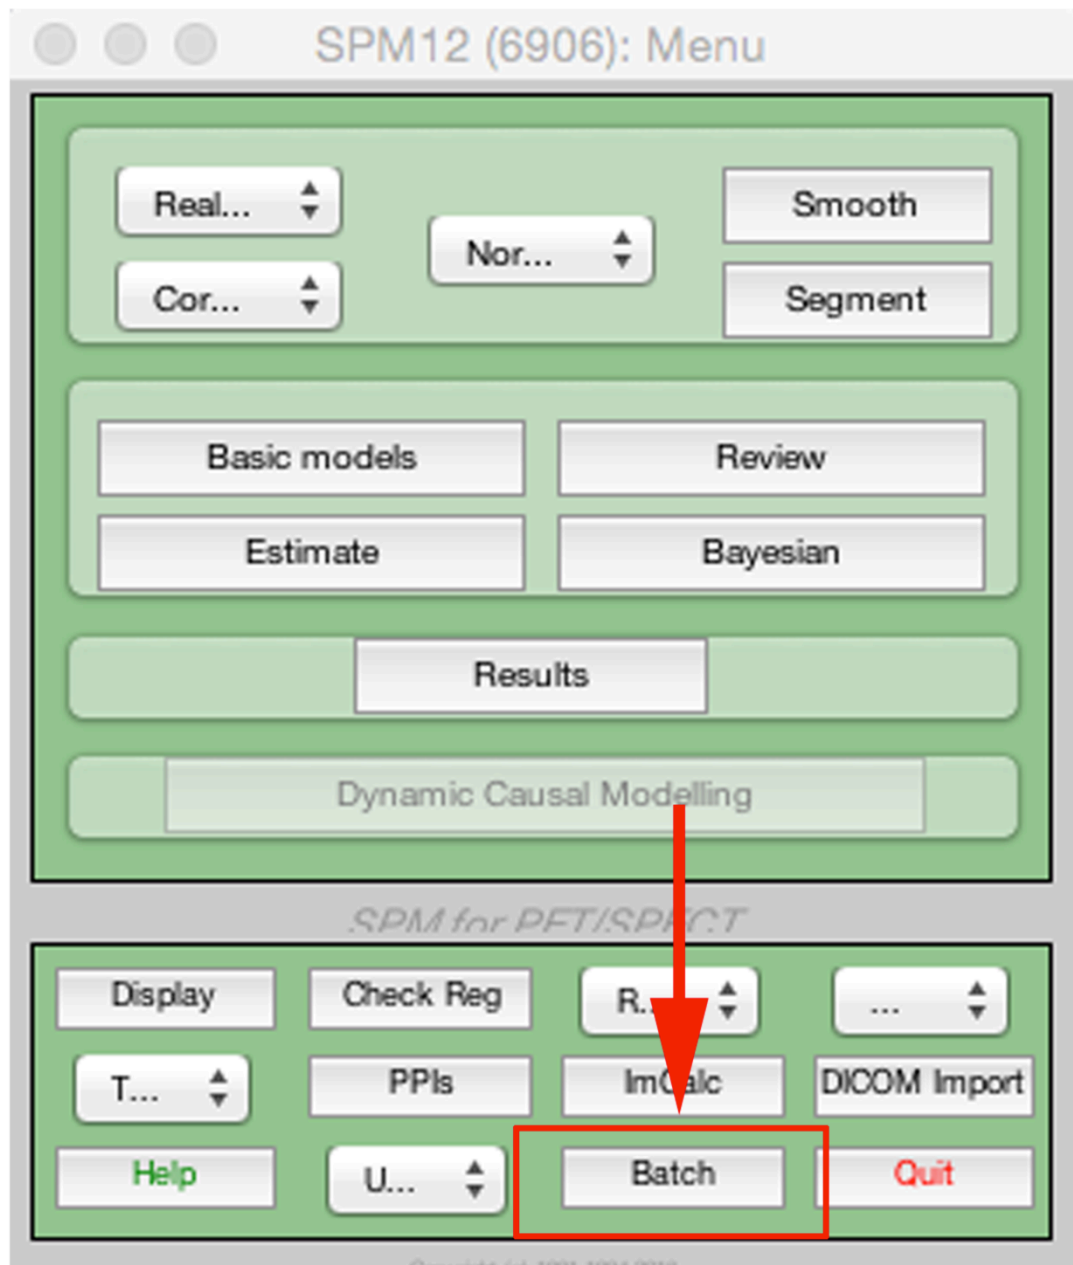 SPM12 (6906): Menu
Real...
Smooth
Nor...
Cor...
Segment
Basic models
Review
Estimate
Bayesian
Results
Dynamic Causal Modelling
SPM for PET/SPECT
Display
Check Reg
R...
...
T...
PPIs
ImCalc
DICOM Import
Help
U...
Batch
Quit